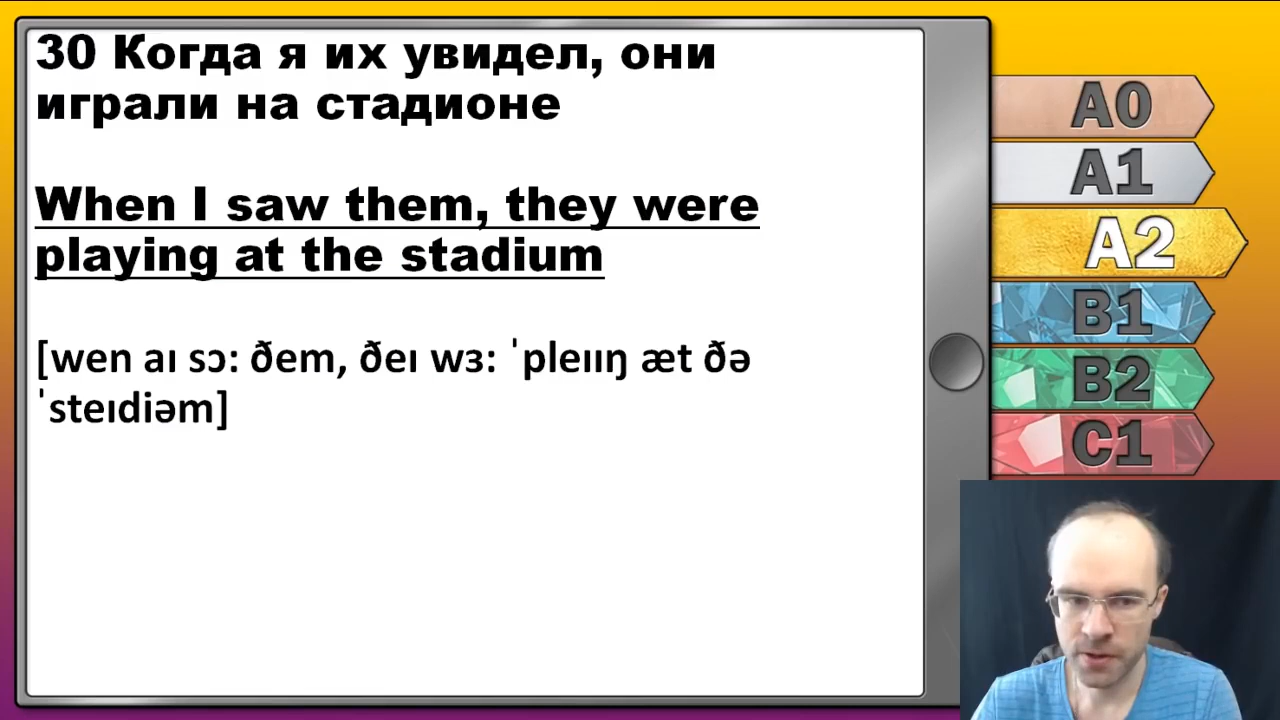 30 Когда я их увидел, они
играли на стадионе
When I saw them, they were
playing at the stadium
[wen aɪ sɔ: ðem, ðeɪ wɜ: ˈpleɪɪŋ æt ðə
ˈsteɪdiəm]
A0
A1
A2
B1
B2
C1